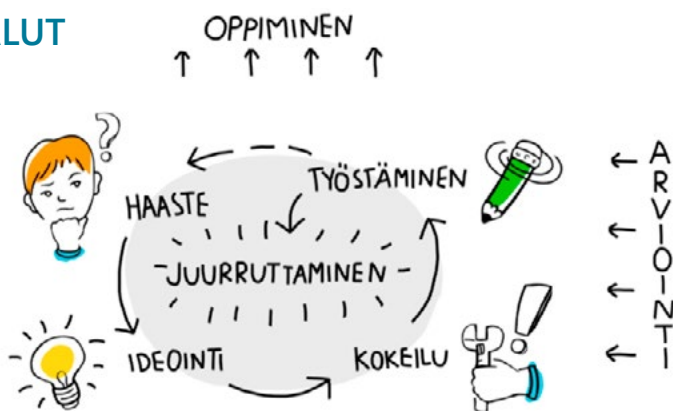 LUT
OPPIMINEN
TYÖSTÄMINEN
HAASTE
JUURRUTTAMINEN
IDEOINTI
KOKEILU
ARVIOINTI